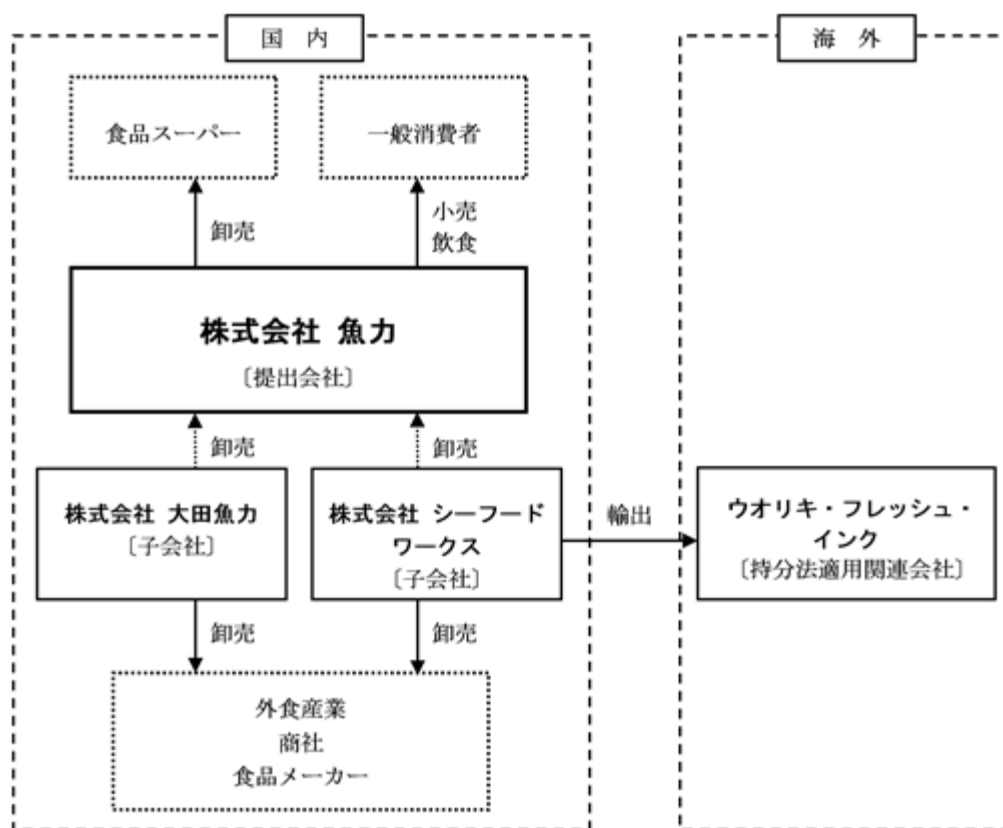 国 内
海 外
食品スーパー
一般消費者
卸売
小売
飲食
株式会社 魚力
〔提出会社〕
卸売
卸売
株式会社 大田魚力
〔子会社〕
株式会社 シーフード
ワークス
〔子会社〕
輸出
ウオリキ・フレッシュ・
インク
〔持分法適用関連会社〕
卸売
卸売
外食産業
商社
食品メーカー